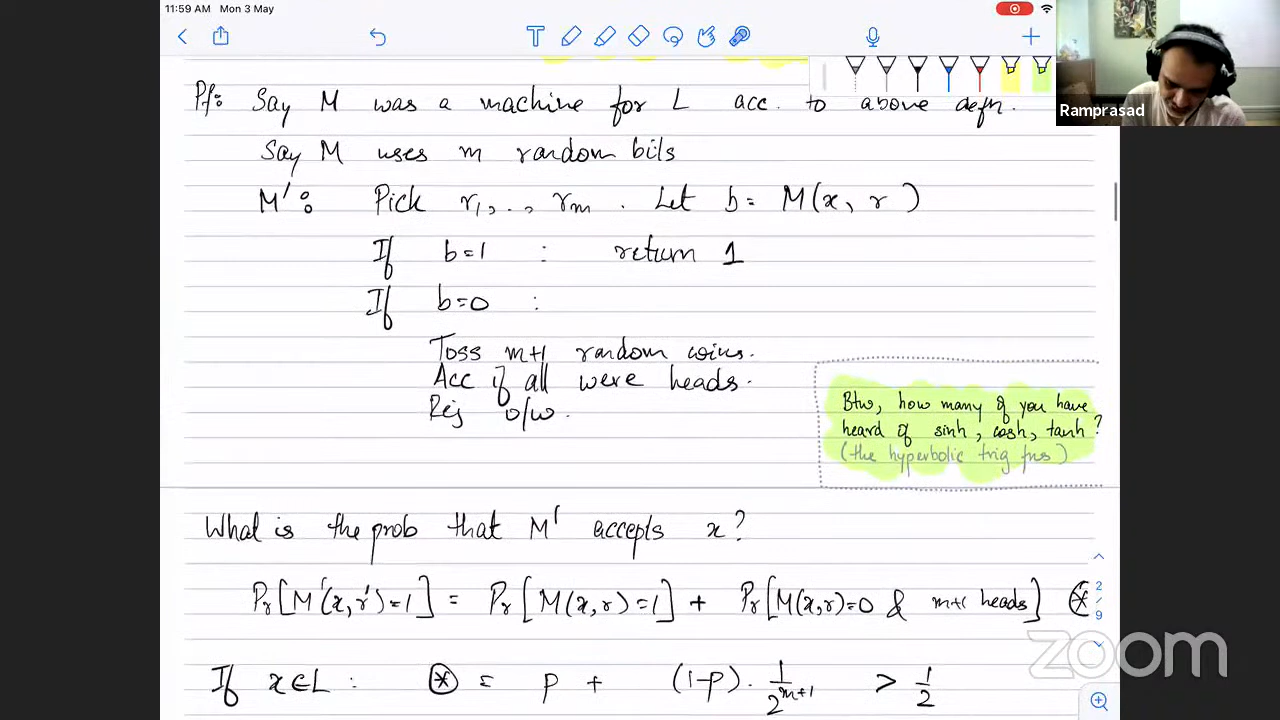 11:59 AM Mon 3 May
Ramprasad
Pf: Say M was a machine for L acc. to above defn.
Say M uses m random bits
M': Pick r1, .., rm. Let b = M(x, r)
If b=1 : return 1
If b=0 :
Toss m+1 random coins.
Acc if all were heads.
Rej o/w.
Btw, how many of you have
heard of sinh, cosh, tanh?
(the hyperbolic trig fns)
What is the prob that M' accepts x?
Pr[M'(x,r')=1] = Pr[M(x,r)=1] + Pr[M(x,r)=0 & m+1 heads] ⊛
2/9
If x∈L : ⊛ = p + (1-p). 1/2^{m+1} > 1/2
zoom